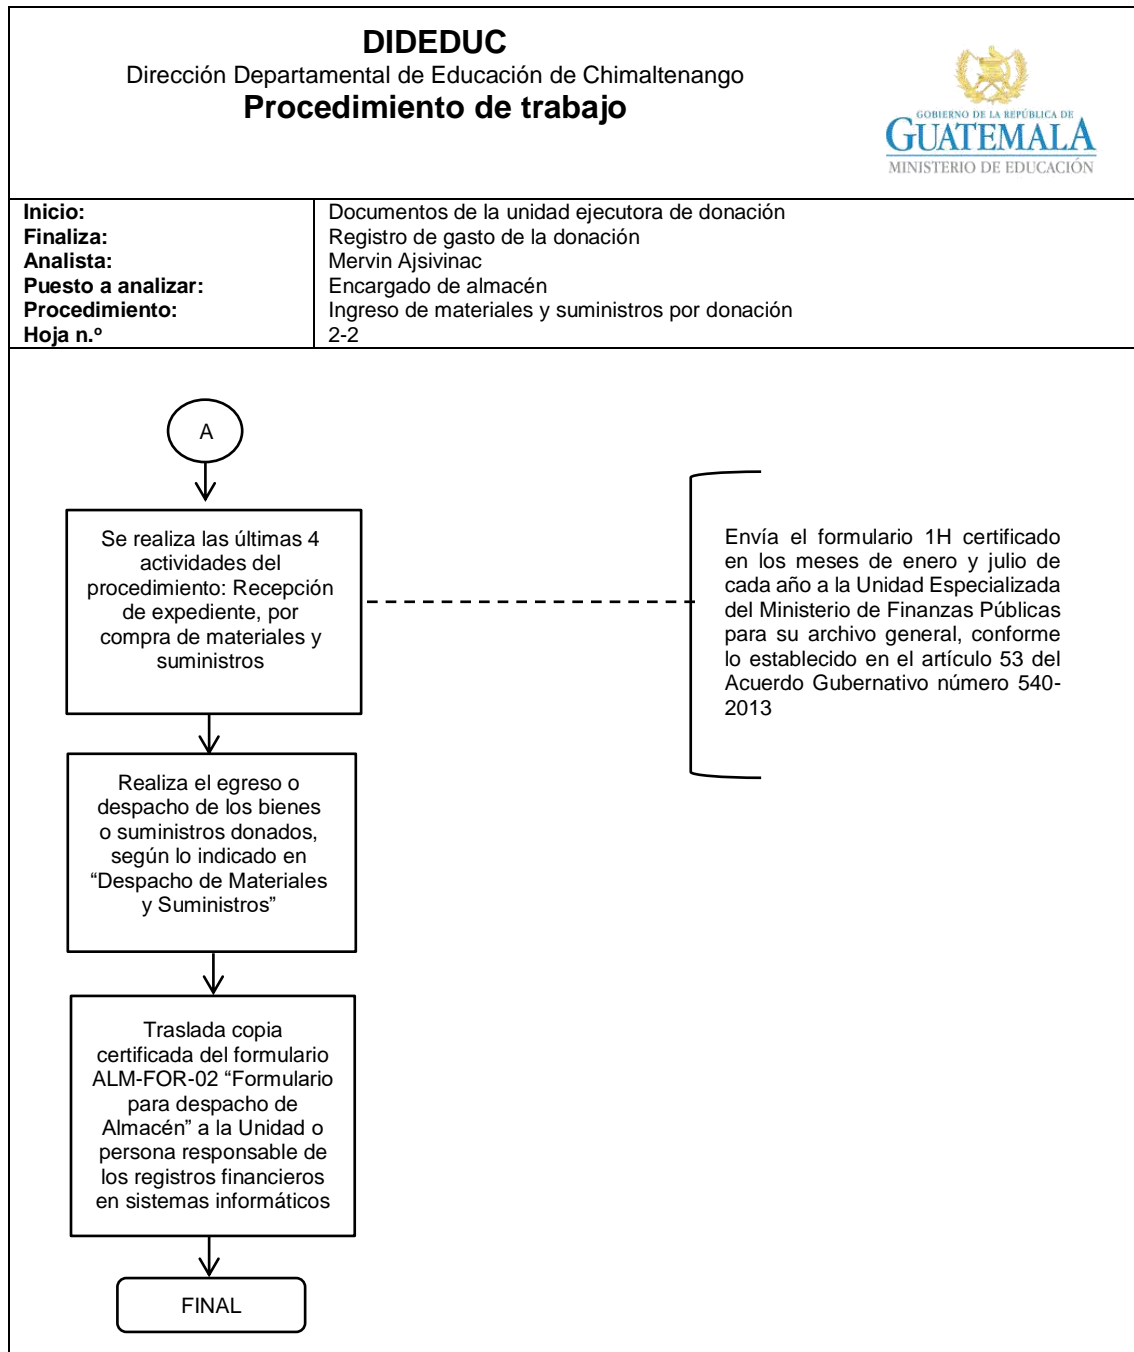 DIDEDUC
Dirección Departamental de Educación de Chimaltenango
Procedimiento de trabajo
GOBIERNO DE LA REPÚBLICA DE
GUATEMALA
MINISTERIO DE EDUCACIÓN
Inicio: Documentos de la unidad ejecutora de donación
Finaliza: Registro de gasto de la donación
Analista: Mervin Ajsivinac
Puesto a analizar: Encargado de almacén
Procedimiento: Ingreso de materiales y suministros por donación
Hoja n.º 2-2
A
Se realiza las últimas 4
actividades del
procedimiento: Recepción
de expediente, por
compra de materiales y
suministros
Envía el formulario 1H certificado
en los meses de enero y julio de
cada año a la Unidad Especializada
del Ministerio de Finanzas Públicas
para su archivo general, conforme
lo establecido en el artículo 53 del
Acuerdo Gubernativo número 540-
2013
Realiza el egreso o
despacho de los bienes
o suministros donados,
según lo indicado en
“Despacho de Materiales
y Suministros”
Traslada copia
certificada del formulario
ALM-FOR-02 “Formulario
para despacho de
Almacén” a la Unidad o
persona responsable de
los registros financieros
en sistemas informáticos
FINAL